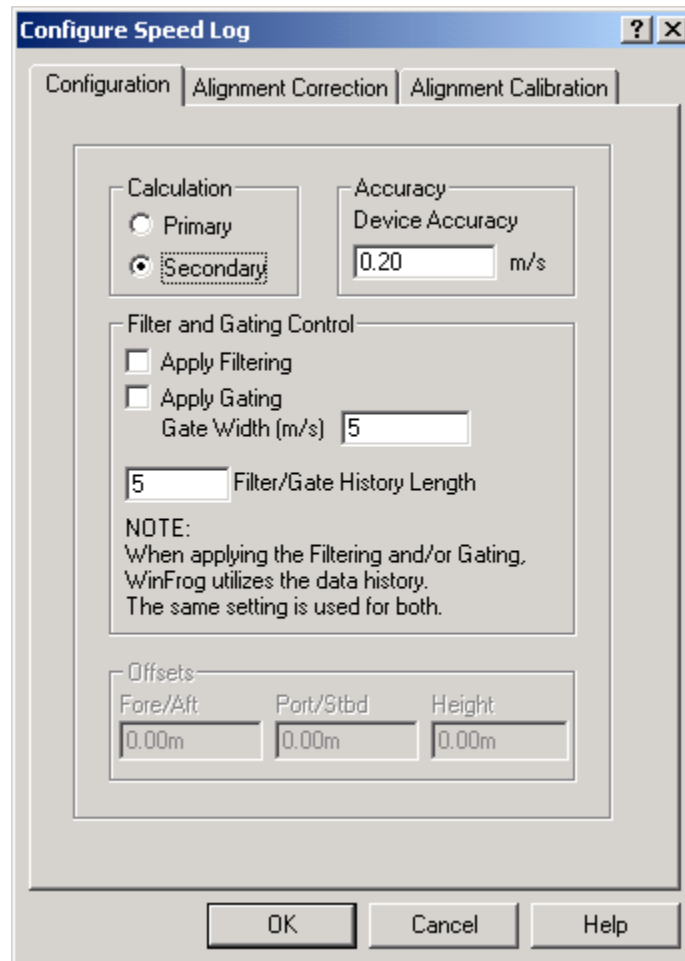 Configure Speed Log
Configuration Alignment Correction Alignment Calibration
Calculation
Primary
Secondary
Accuracy
Device Accuracy
0.20 m/s
Filter and Gating Control
Apply Filtering
Apply Gating
Gate Width (m/s) 5
5 Filter/Gate History Length
NOTE:
When applying the Filtering and/or Gating,
WinFrog utilizes the data history.
The same setting is used for both.
Offsets
Fore/Aft Port/Stbd Height
0.00m 0.00m 0.00m
OK Cancel Help